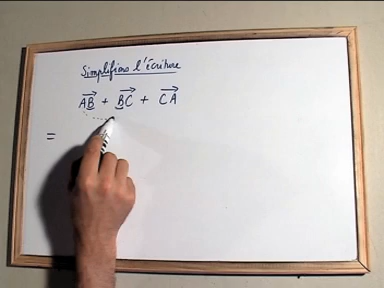 Simplifions l'écriture
AB + BC + CA
=